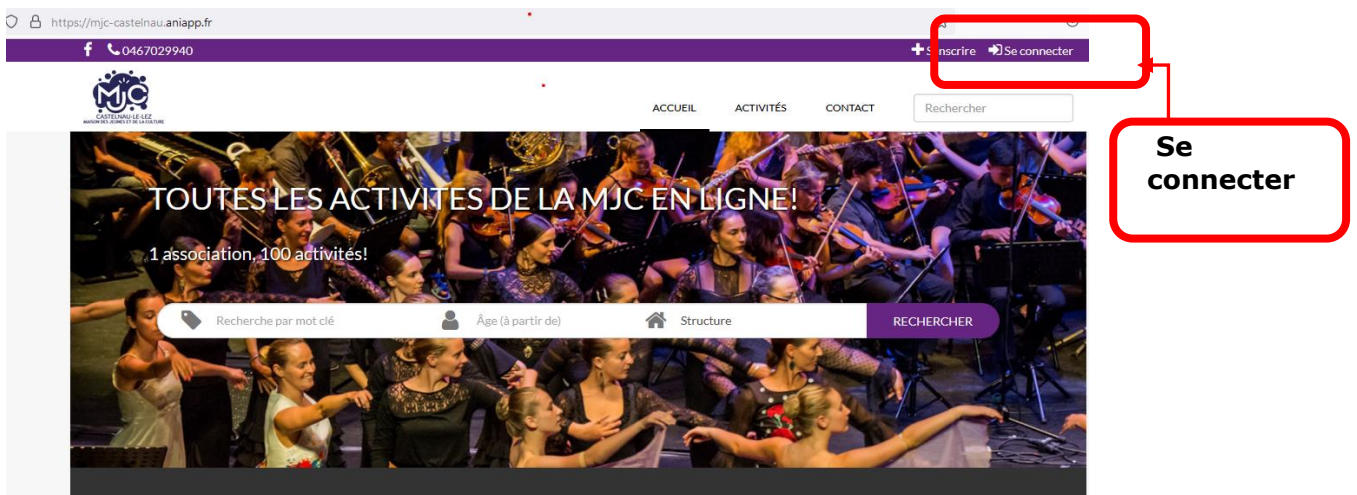 https://mjc-castelnau.aniapp.fr
0467029940
S'inscrire Se connecter
MJC
CASTELNAU-LE-LEZ
MAISON DES JEUNES ET DE LA CULTURE
ACCUEIL ACTIVITÉS CONTACT Rechercher
Se
connecter
TOUTES LES ACTIVITES DE LA MJC EN LIGNE!
1 association, 100 activités!
Recherche par mot clé Âge (à partir de) Structure RECHERCHER